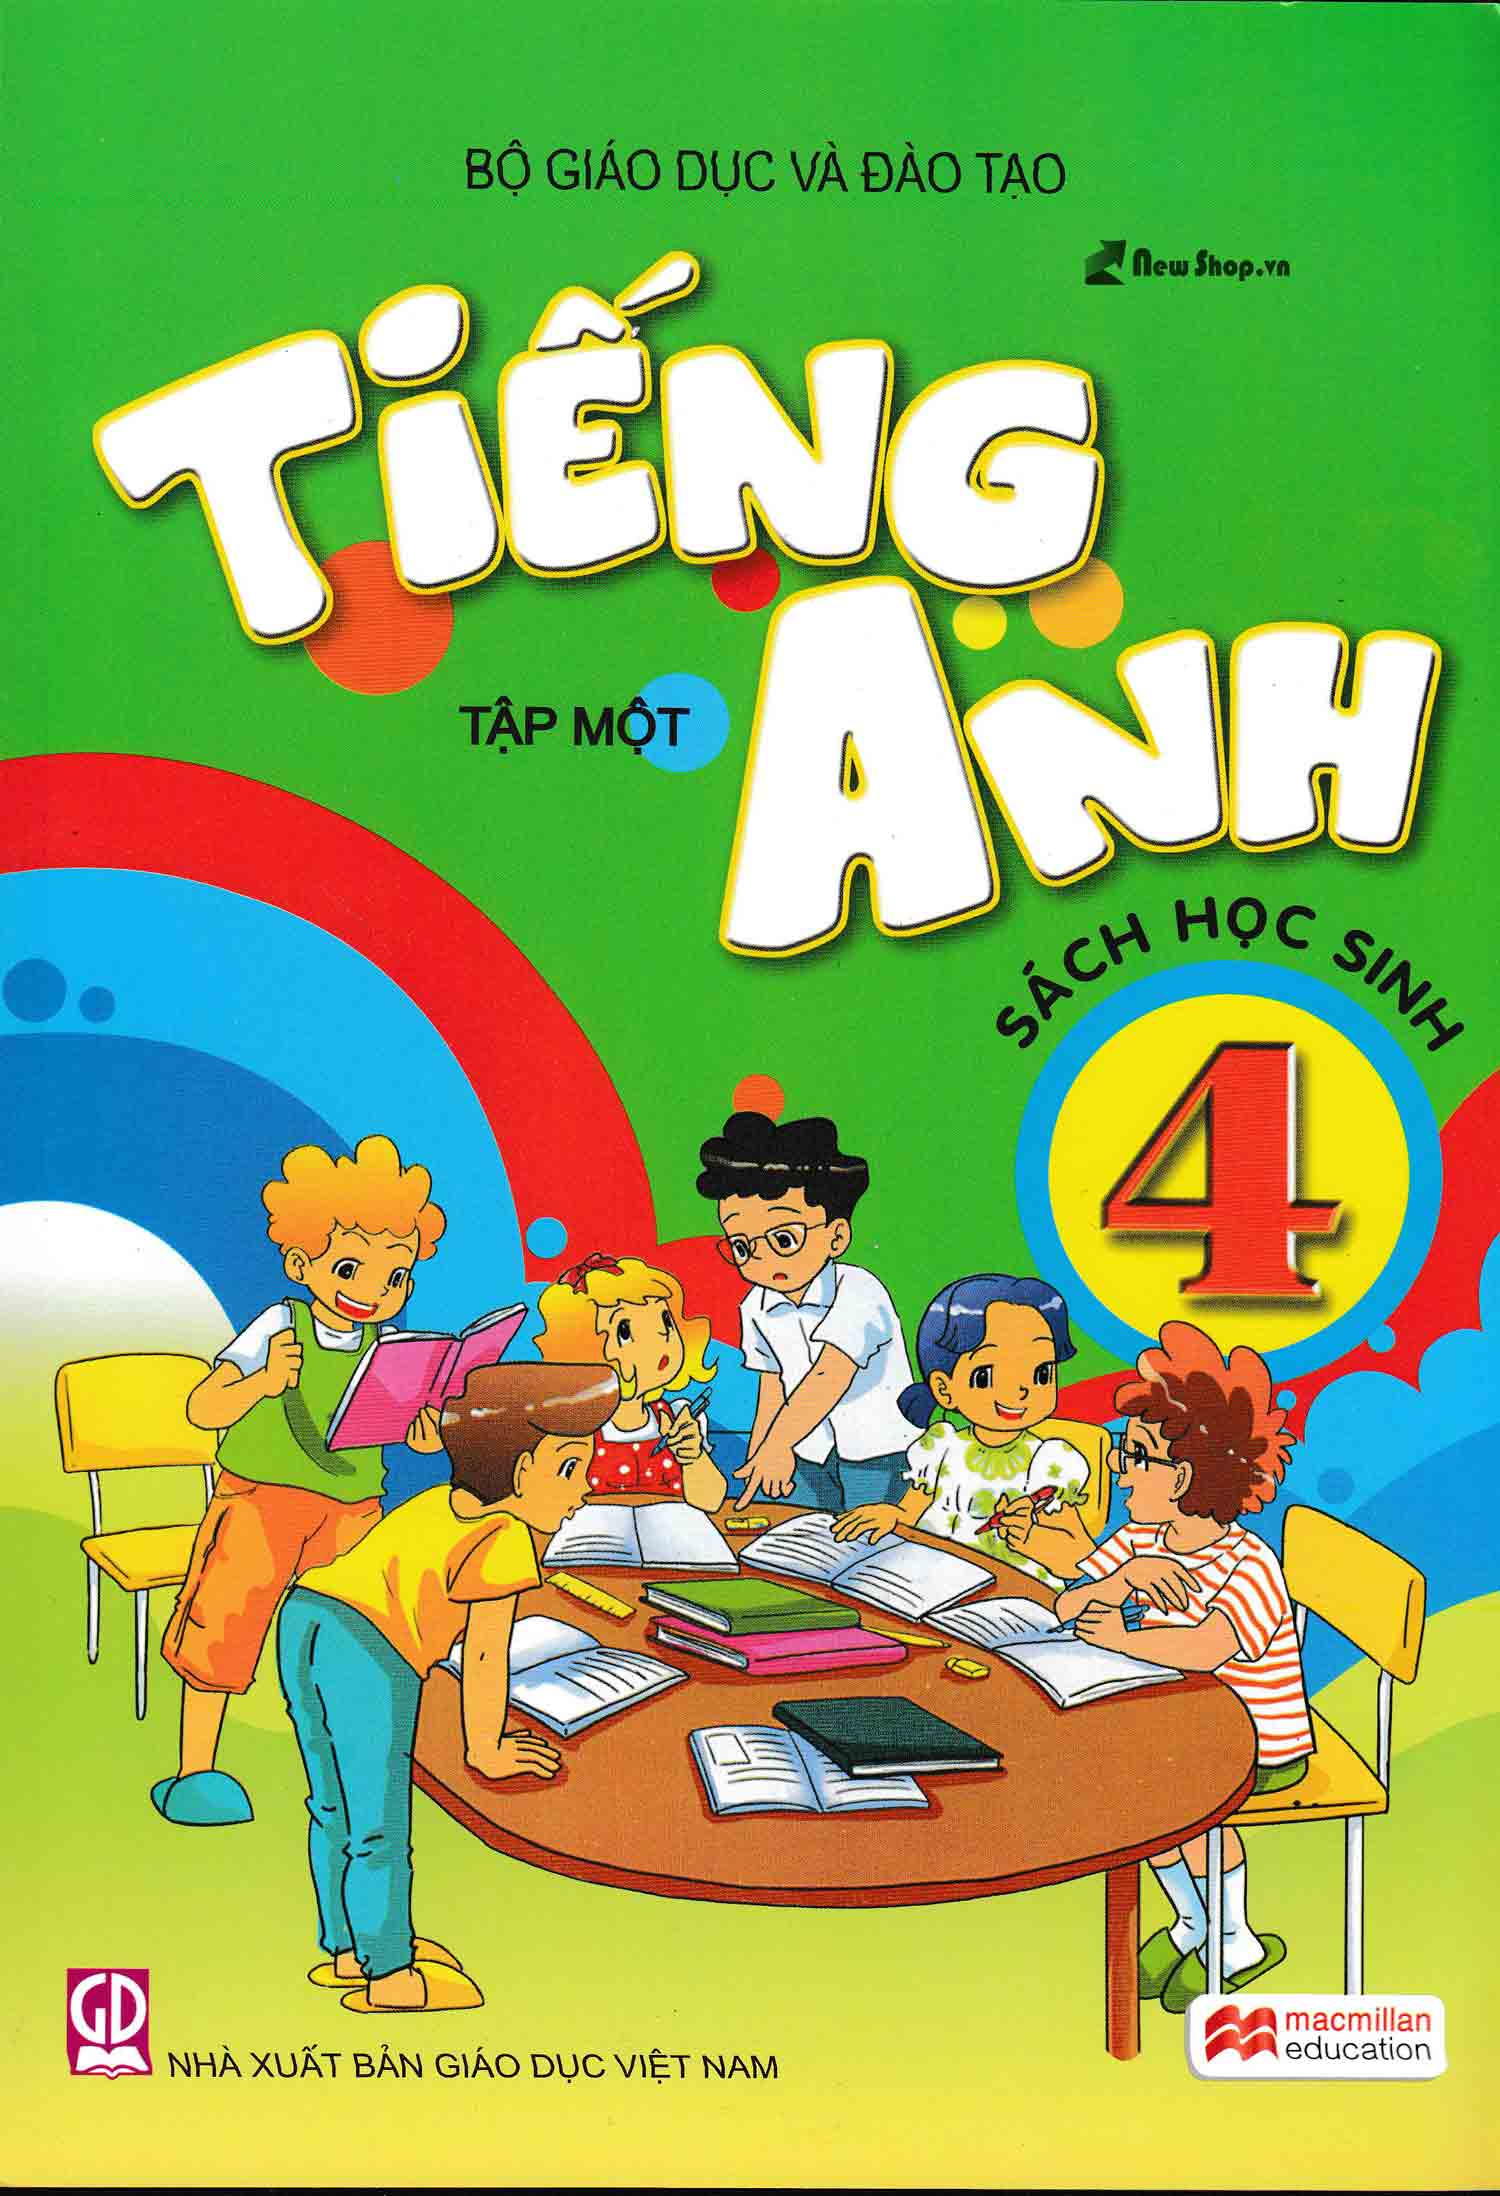 BỘ GIÁO DỤC VÀ ĐÀO TẠO
New Shop.vn
TIẾNG
ANH
TẬP MỘT
SÁCH HỌC SINH
4
GD
NHÀ XUẤT BẢN GIÁO DỤC VIỆT NAM
macmillan
education